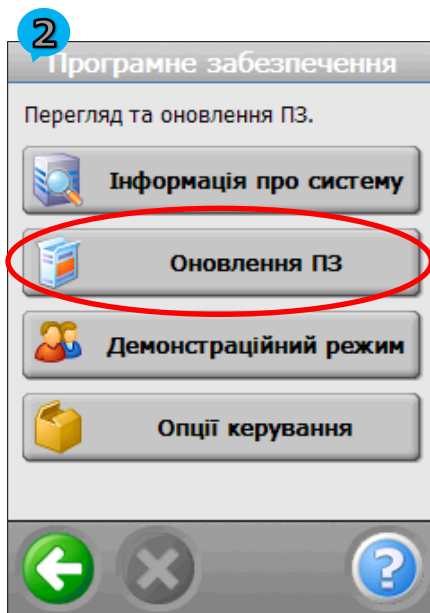 2
Програмне забезпечення
Перегляд та оновлення ПЗ.
Інформація про систему
Оновлення ПЗ
Демонстраційний режим
Опції керування
?